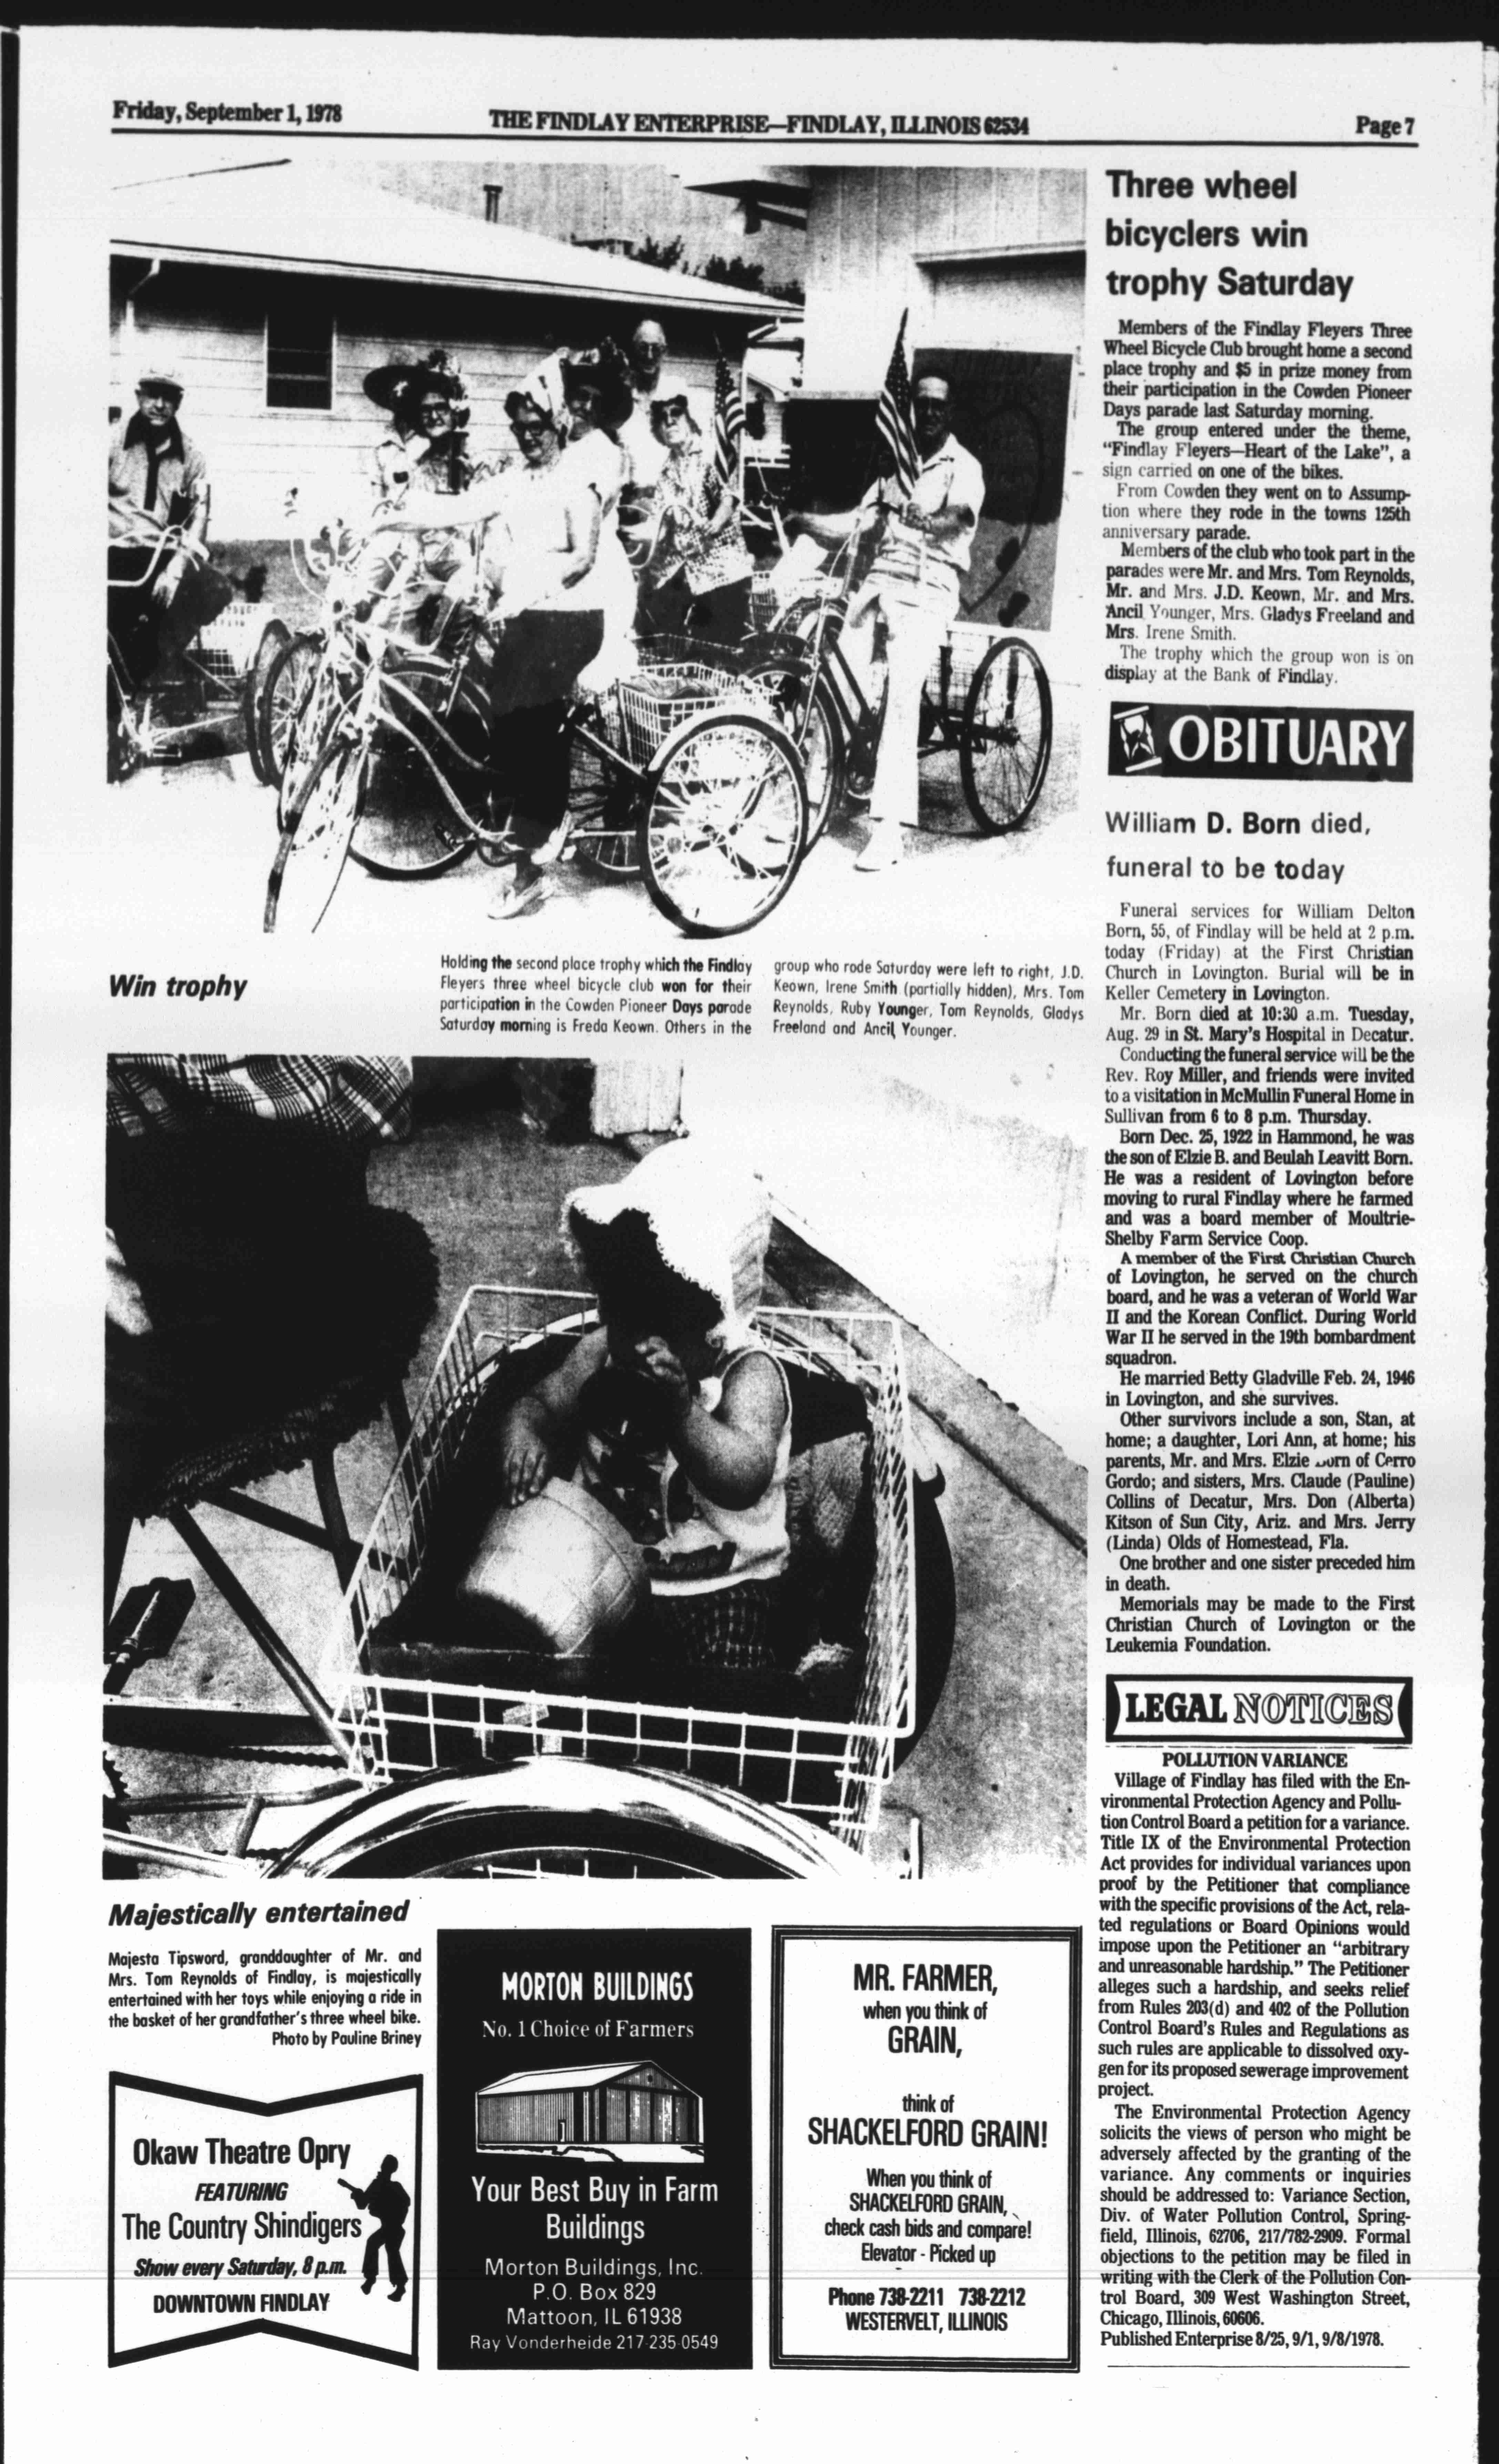 Friday, September 1, 1978
THE FINDLAY ENTERPRISE—FINDLAY, ILLINOIS 62534
Page 7
Win trophy
Holding the second place trophy which the Findlay
Fleyers three wheel bicycle club won for their
participation in the Cowden Pioneer Days parade
Saturday morning is Freda Keown. Others in the
group who rode Saturday were left to right, J.D.
Keown, Irene Smith (partially hidden), Mrs. Tom
Reynolds, Ruby Younger, Tom Reynolds, Gladys
Freeland and Ancil Younger.
Majestically entertained
Majesta Tipsword, granddaughter of Mr. and
Mrs. Tom Reynolds of Findlay, is majestically
entertained with her toys while enjoying a ride in
the basket of her grandfather's three wheel bike.
Photo by Pauline Briney
Okaw Theatre Opry
FEATURING
The Country Shindigers
Show every Saturday, 8 p.m.
DOWNTOWN FINDLAY
MORTON BUILDINGS
No. 1 Choice of Farmers
Your Best Buy in Farm
Buildings
Morton Buildings, Inc.
P.O. Box 829
Mattoon, IL 61938
Ray Vonderheide 217-235-0549
MR. FARMER,
when you think of
GRAIN,
think of
SHACKELFORD GRAIN!
When you think of
SHACKELFORD GRAIN,
check cash bids and compare!
Elevator - Picked up
Phone 738-2211 738-2212
WESTERVELT, ILLINOIS
Three wheel
bicyclers win
trophy Saturday
Members of the Findlay Fleyers Three
Wheel Bicycle Club brought home a second
place trophy and $5 in prize money from
their participation in the Cowden Pioneer
Days parade last Saturday morning.
The group entered under the theme,
"Findlay Fleyers—Heart of the Lake", a
sign carried on one of the bikes.
From Cowden they went on to Assump-
tion where they rode in the towns 125th
anniversary parade.
Members of the club who took part in the
parades were Mr. and Mrs. Tom Reynolds,
Mr. and Mrs. J.D. Keown, Mr. and Mrs.
Ancil Younger, Mrs. Gladys Freeland and
Mrs. Irene Smith.
The trophy which the group won is on
display at the Bank of Findlay.
OBITUARY
William D. Born died,
funeral to be today
Funeral services for William Delton
Born, 55, of Findlay will be held at 2 p.m.
today (Friday) at the First Christian
Church in Lovington. Burial will be in
Keller Cemetery in Lovington.
Mr. Born died at 10:30 a.m. Tuesday,
Aug. 29 in St. Mary's Hospital in Decatur.
Conducting the funeral service will be the
Rev. Roy Miller, and friends were invited
to a visitation in McMullin Funeral Home in
Sullivan from 6 to 8 p.m. Thursday.
Born Dec. 25, 1922 in Hammond, he was
the son of Elzie B. and Beulah Leavitt Born.
He was a resident of Lovington before
moving to rural Findlay where he farmed
and was a board member of Moultrie-
Shelby Farm Service Coop.
A member of the First Christian Church
of Lovington, he served on the church
board, and he was a veteran of World War
II and the Korean Conflict. During World
War II he served in the 19th bombardment
squadron.
He married Betty Gladville Feb. 24, 1946
in Lovington, and she survives.
Other survivors include a son, Stan, at
home; a daughter, Lori Ann, at home; his
parents, Mr. and Mrs. Elzie Born of Cerro
Gordo; and sisters, Mrs. Claude (Pauline)
Collins of Decatur, Mrs. Don (Alberta)
Kitson of Sun City, Ariz. and Mrs. Jerry
(Linda) Olds of Homestead, Fla.
One brother and one sister preceded him
in death.
Memorials may be made to the First
Christian Church of Lovington or the
Leukemia Foundation.
LEGAL NOTICES
POLLUTION VARIANCE
Village of Findlay has filed with the En-
vironmental Protection Agency and Pollu-
tion Control Board a petition for a variance.
Title IX of the Environmental Protection
Act provides for individual variances upon
proof by the Petitioner that compliance
with the specific provisions of the Act, rela-
ted regulations or Board Opinions would
impose upon the Petitioner an "arbitrary
and unreasonable hardship." The Petitioner
alleges such a hardship, and seeks relief
from Rules 203(d) and 402 of the Pollution
Control Board's Rules and Regulations as
such rules are applicable to dissolved oxy-
gen for its proposed sewerage improvement
project.
The Environmental Protection Agency
solicits the views of person who might be
adversely affected by the granting of the
variance. Any comments or inquiries
should be addressed to: Variance Section,
Div. of Water Pollution Control, Spring-
field, Illinois, 62706, 217/782-2909. Formal
objections to the petition may be filed in
writing with the Clerk of the Pollution Con-
trol Board, 309 West Washington Street,
Chicago, Illinois, 60606.
Published Enterprise 8/25, 9/1, 9/8/1978.